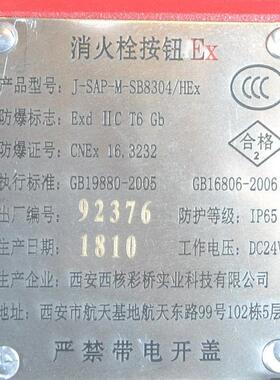 消火栓按钮 Ex
产品型号：J-SAP-M-SB8304/HEx
防爆标志：Exd IIC T6 Gb
防爆证号：CNEx 16.3232
合格
2
执行标准：GB19880-2005 GB16806-2006
出厂编号：92376 防护等级：IP65
生产日期：1810 工作电压：DC24V
生产企业：西安西核彩桥实业科技有限公司
地址：西安市航天基地航天东路99号102栋5层
严禁带电开盖